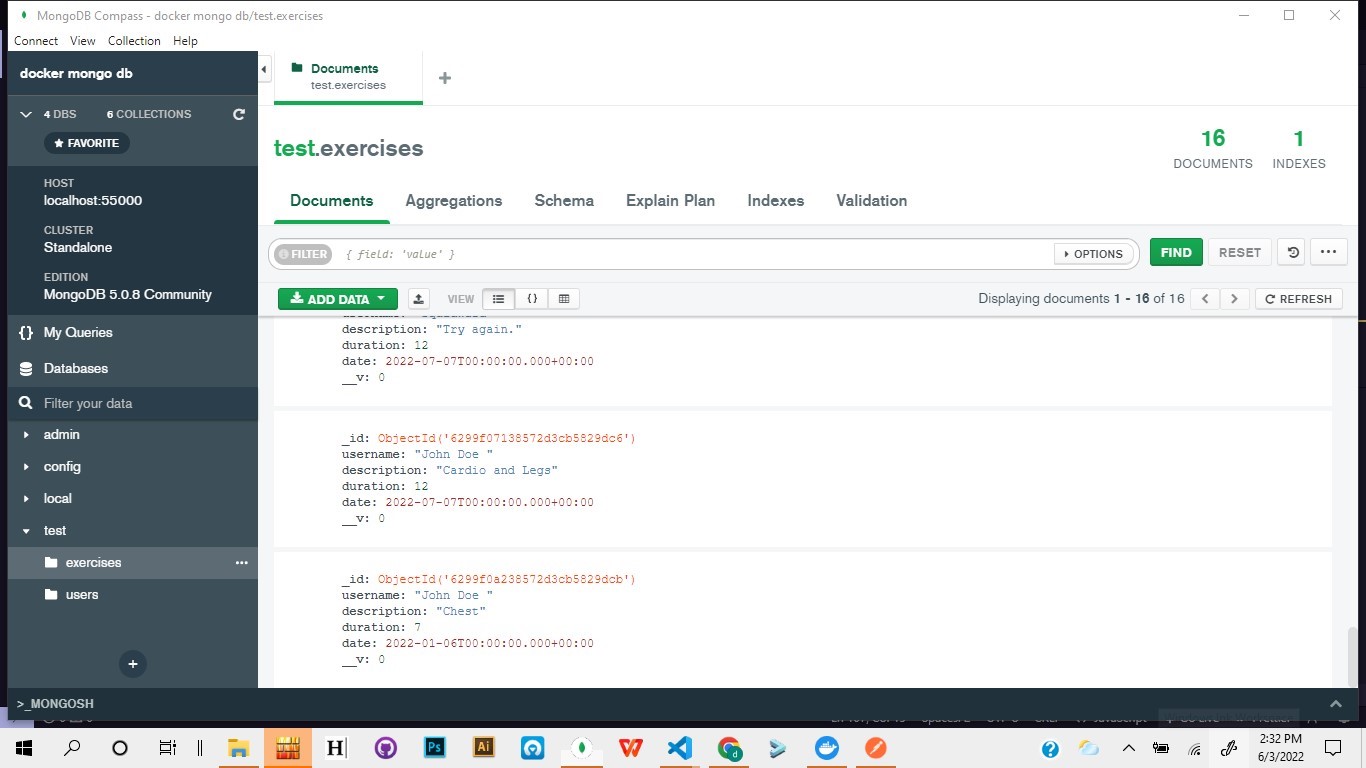 MongoDB Compass - docker mongo db/test.exercises
Connect View Collection Help
docker mongo db
4 DBS 6 COLLECTIONS
★ FAVORITE
HOST
localhost:55000
CLUSTER
Standalone
EDITION
MongoDB 5.0.8 Community
{} My Queries
Databases
Filter your data
admin
config
local
test
exercises •••
users
+
Documents
test.exercises
+
test.exercises
16
DOCUMENTS
1
INDEXES
Documents Aggregations Schema Explain Plan Indexes Validation
FILTER { field: 'value' } OPTIONS FIND RESET •••
ADD DATA VIEW {} Displaying documents 1 - 16 of 16 < > REFRESH
description: "Try again."
duration: 12
date: 2022-07-07T00:00:00.000+00:00
__v: 0
_id: ObjectId('6299f07138572d3cb5829dc6')
username: "John Doe "
description: "Cardio and Legs"
duration: 12
date: 2022-07-07T00:00:00.000+00:00
__v: 0
_id: ObjectId('6299f0a238572d3cb5829dcb')
username: "John Doe "
description: "Chest"
duration: 7
date: 2022-01-06T00:00:00.000+00:00
__v: 0
>_MONGOSH
H Ps Ai
2:32 PM
6/3/2022